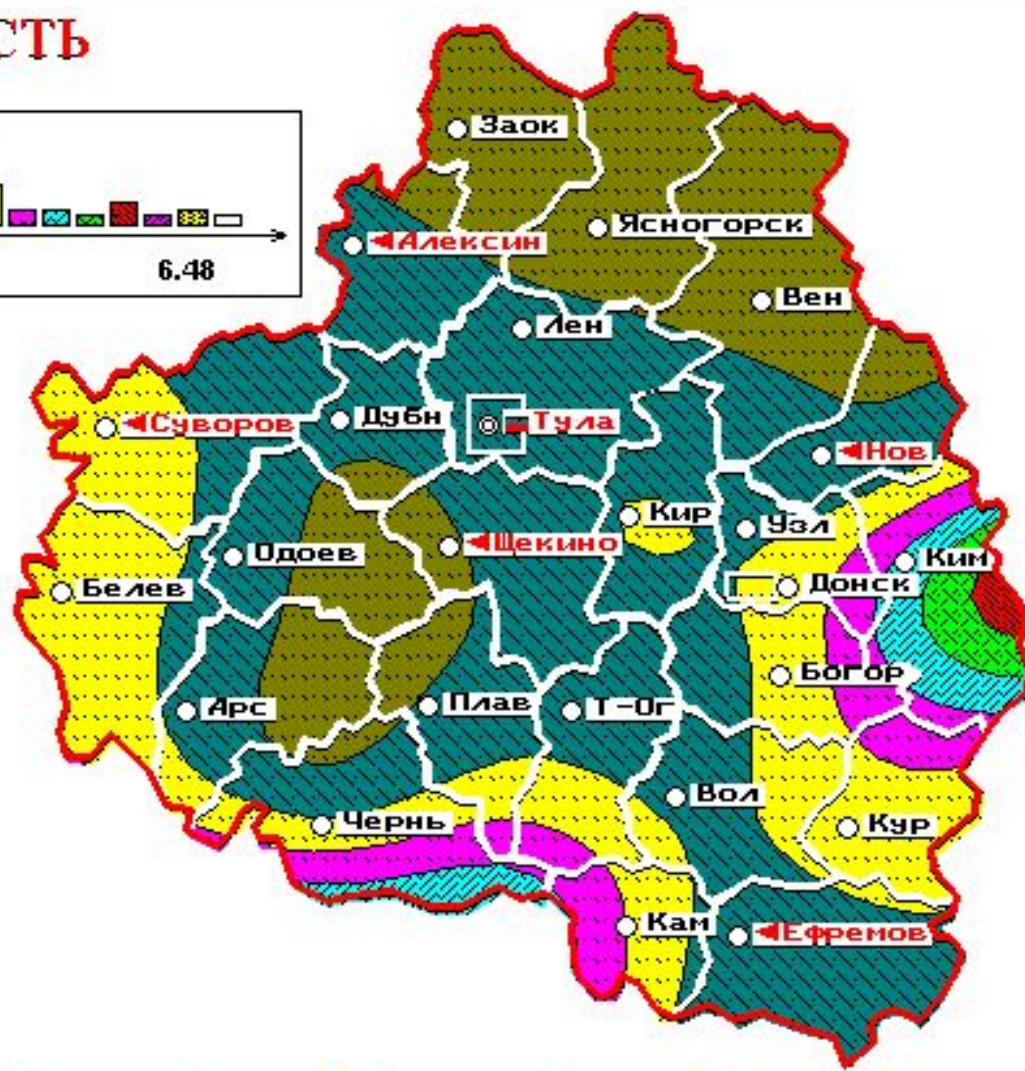 СТЬ
6.48
Заок
Ясногорск
Алексин
Вен
Лен
Суворов
Дубн
Тула
Нов
Кир
Узл
Одоев
Щекино
Ким
Белев
Донск
Богор
Арс
Плав
Т-Ог
Вол
Чернь
Кур
Кам
Ефремов